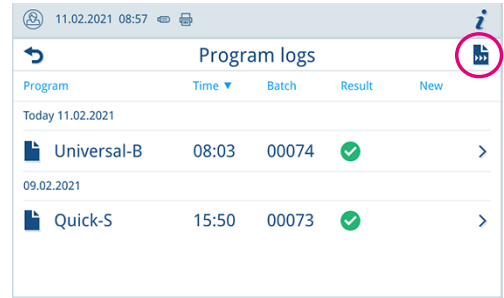 11.02.2021 08:57
Program logs
Program Time ▼ Batch Result New
Today 11.02.2021
Universal-B 08:03 00074
09.02.2021
Quick-S 15:50 00073